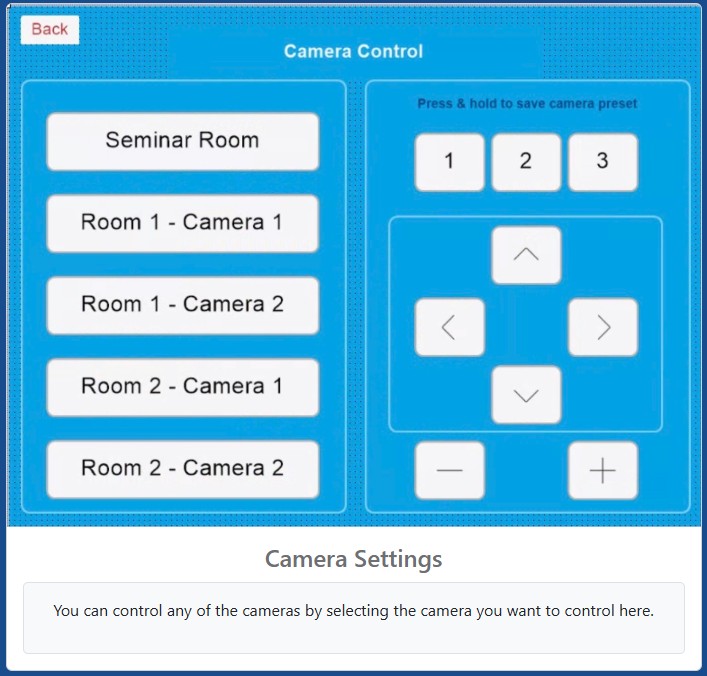 Back
Camera Control
Seminar Room
Room 1 - Camera 1
Room 1 - Camera 2
Room 2 - Camera 1
Room 2 - Camera 2
Press & hold to save camera preset
1 2 3
Camera Settings
You can control any of the cameras by selecting the camera you want to control here.